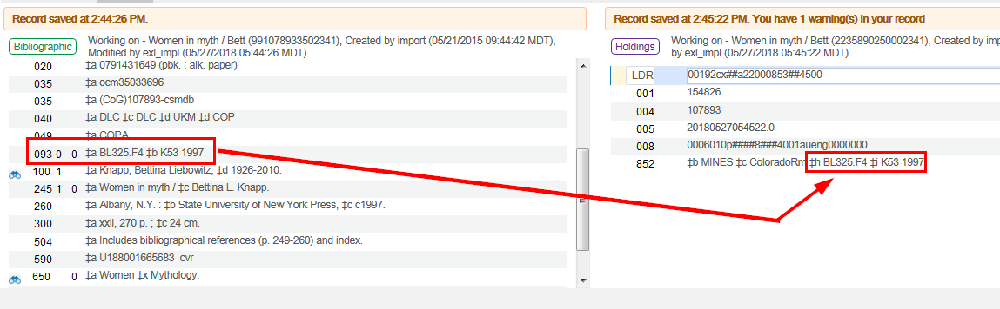 Record saved at 2:44:26 PM.
Bibliographic
Working on - Women in myth / Bett (991078933502341), Created by import (05/21/2015 09:44:42 MDT),
Modified by exl_impl (05/27/2018 05:44:26 MDT)
020 ‡a 0791431649 (pbk. : alk. paper)
035 ‡a ocm35033696
035 ‡a (CoG)107893-csmdb
040 ‡a DLC ‡c DLC ‡d UKM ‡d COP
049 ‡a COPA
093 0 0 ‡a BL325.F4 ‡b K53 1997
100 1 ‡a Knapp, Bettina Liebowitz, ‡d 1926-2010.
245 1 0 ‡a Women in myth / ‡c Bettina L. Knapp.
260 ‡a Albany, N.Y. : ‡b State University of New York Press, ‡c c1997.
300 ‡a xxii, 270 p. ; ‡c 24 cm.
504 ‡a Includes bibliographical references (p. 249-260) and index.
590 ‡a U188001665683 cvr
650 0 ‡a Women ‡x Mythology.
Record saved at 2:45:22 PM. You have 1 warning(s) in your record
Holdings
Working on - Women in myth / Bett (2235890250002341), Created by imp
by exl_impl (05/27/2018 05:45:22 MDT)
LDR 00192cx##a22000853##4500
001 154826
004 107893
005 20180527054522.0
008 0006010p####8###4001aueng0000000
852 ‡b MINES ‡c ColoradoRm ‡h BL325.F4 ‡i K53 1997